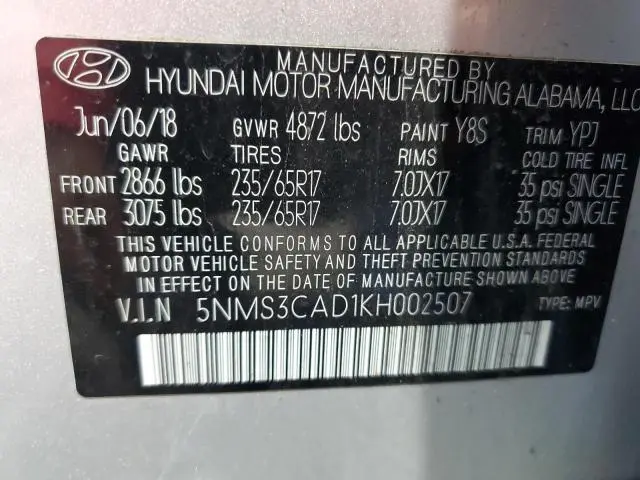 MANUFACTURED BY
HYUNDAI MOTOR MANUFACTURING ALABAMA, LLC
Jun/06/18 GVWR 4872 lbs PAINT Y8S TRIM YPJ
GAWR TIRES RIMS COLD TIRE INFL
FRONT 2866 lbs 235/65R17 7.0JX17 35 psi SINGLE
REAR 3075 lbs 235/65R17 7.0JX17 35 psi SINGLE
THIS VEHICLE CONFORMS TO ALL APPLICABLE U.S.A. FEDERAL
MOTOR VEHICLE SAFETY AND THEFT PREVENTION STANDARDS
IN EFFECT ON THE DATE OF MANUFACTURE SHOWN ABOVE.
V.I.N 5NMS3CAD1KH002507 TYPE: MPV